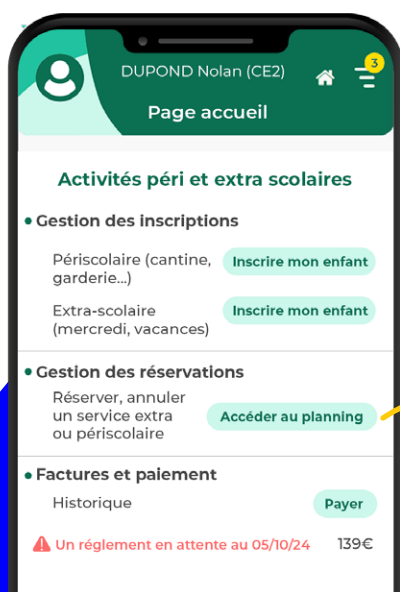 DUPOND Nolan (CE2)
3
Page accueil
Activités péri et extra scolaires
Gestion des inscriptions
Périscolaire (cantine,
garderie...)
Inscrire mon enfant
Extra-scolaire
(mercredi, vacances)
Inscrire mon enfant
Gestion des réservations
Réserver, annuler
un service extra
ou périscolaire
Accéder au planning
Factures et paiement
Historique
Payer
Un réglement en attente au 05/10/24
139€